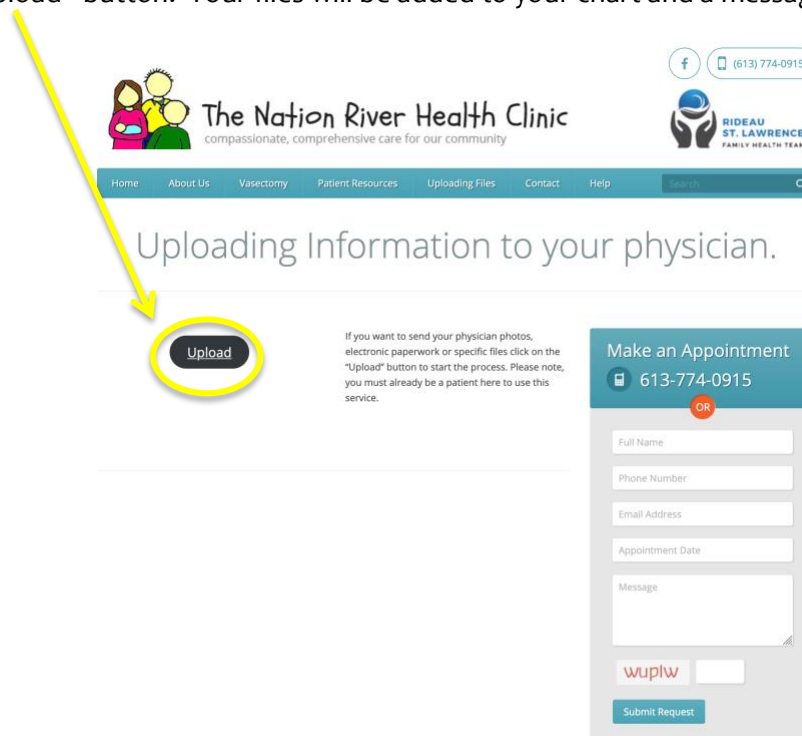 button. Your files will be added to your chart and a message
(613) 774-0915
The Nation River Health Clinic
compassionate, comprehensive care for our community
RIDEAU
ST. LAWRENCE
FAMILY HEALTH TEAM
Home About Us Vasectomy Patient Resources Uploading Files Contact Help Search
Uploading Information to your physician.
Upload
If you want to send your physician photos,
electronic paperwork or specific files click on the
"Upload" button to start the process. Please note,
you must already be a patient here to use this
service.
Make an Appointment
613-774-0915
OR
Full Name
Phone Number
Email Address
Appointment Date
Message
wuplw
Submit Request